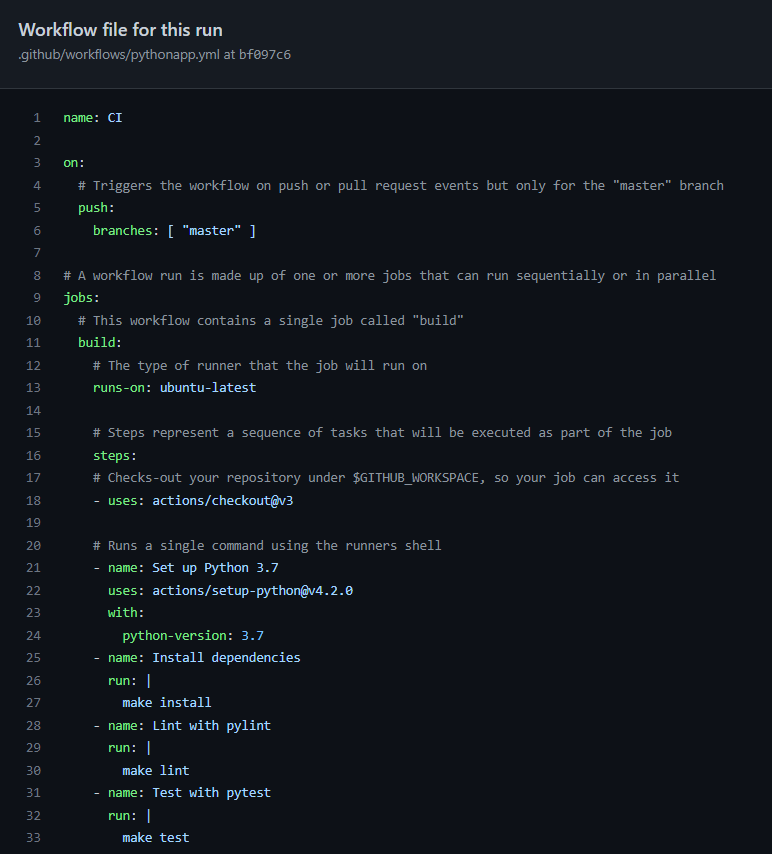 Workflow file for this run
.github/workflows/pythonapp.yml at bf097c6
1 name: CI
2
3 on:
4   # Triggers the workflow on push or pull request events but only for the "master" branch
5   push:
6     branches: [ "master" ]
7
8 # A workflow run is made up of one or more jobs that can run sequentially or in parallel
9 jobs:
10   # This workflow contains a single job called "build"
11   build:
12     # The type of runner that the job will run on
13     runs-on: ubuntu-latest
14
15     # Steps represent a sequence of tasks that will be executed as part of the job
16     steps:
17     # Checks-out your repository under $GITHUB_WORKSPACE, so your job can access it
18     - uses: actions/checkout@v3
19
20     # Runs a single command using the runners shell
21     - name: Set up Python 3.7
22       uses: actions/setup-python@v4.2.0
23       with:
24         python-version: 3.7
25     - name: Install dependencies
26       run: |
27         make install
28     - name: Lint with pylint
29       run: |
30         make lint
31     - name: Test with pytest
32       run: |
33         make test